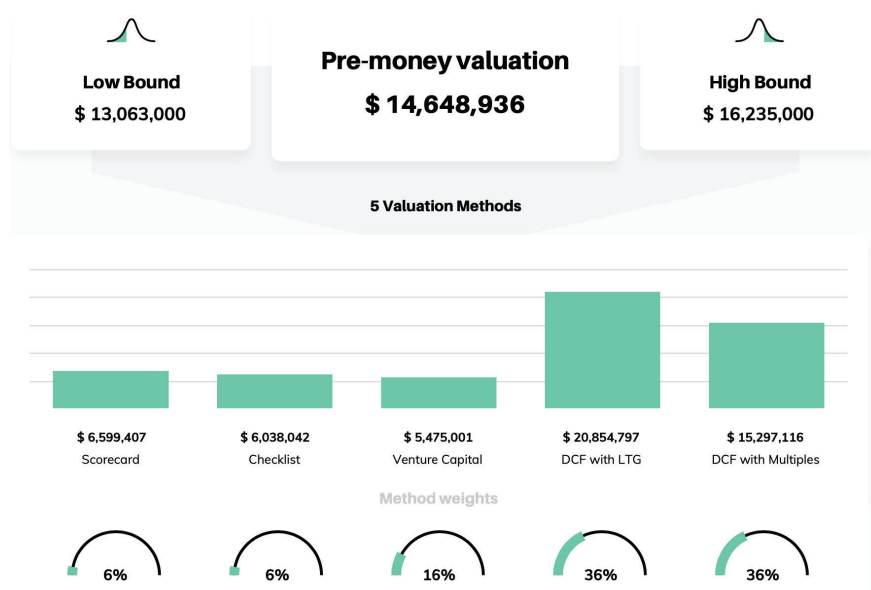 Low Bound
$ 13,063,000
Pre-money valuation
$ 14,648,936
High Bound
$ 16,235,000
5 Valuation Methods
$ 6,599,407
Scorecard
$ 6,038,042
Checklist
$ 5,475,001
Venture Capital
$ 20,854,797
DCF with LTG
$ 15,297,116
DCF with Multiples
Method weights
6%
6%
16%
36%
36%